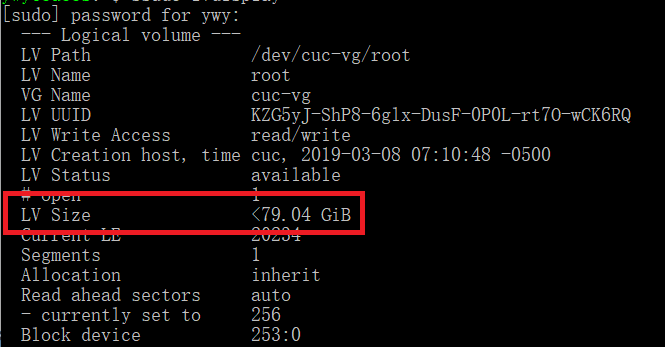 [sudo] password for ywy:
--- Logical volume ---
LV Path                /dev/cuc-vg/root
LV Name                root
VG Name                cuc-vg
LV UUID                KZG5yJ-ShP8-6glx-DusF-0P0L-rt7O-wCK6RQ
LV Write Access        read/write
LV Creation host, time cuc, 2019-03-08 07:10:48 -0500
LV Status              available
# open                 1
LV Size                <79.04 GiB
Current LE             20234
Segments               1
Allocation             inherit
Read ahead sectors     auto
- currently set to     256
Block device           253:0